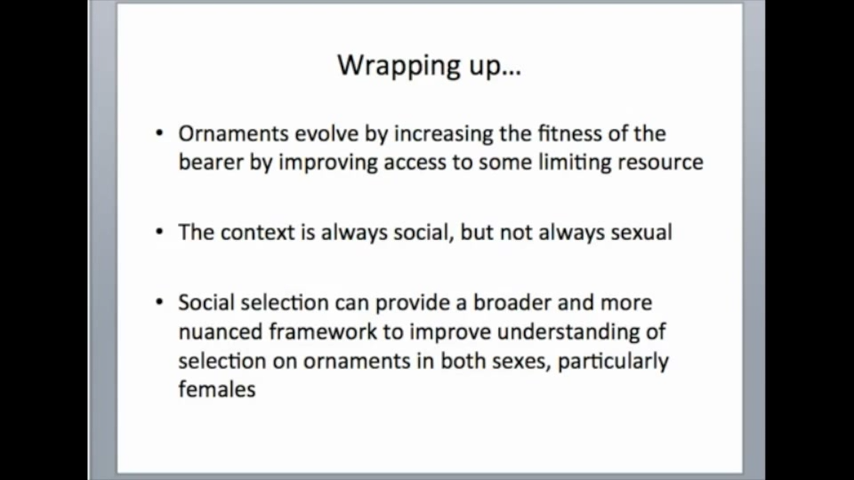 Wrapping up...
• Ornaments evolve by increasing the fitness of the
bearer by improving access to some limiting resource
• The context is always social, but not always sexual
• Social selection can provide a broader and more
nuanced framework to improve understanding of
selection on ornaments in both sexes, particularly
females